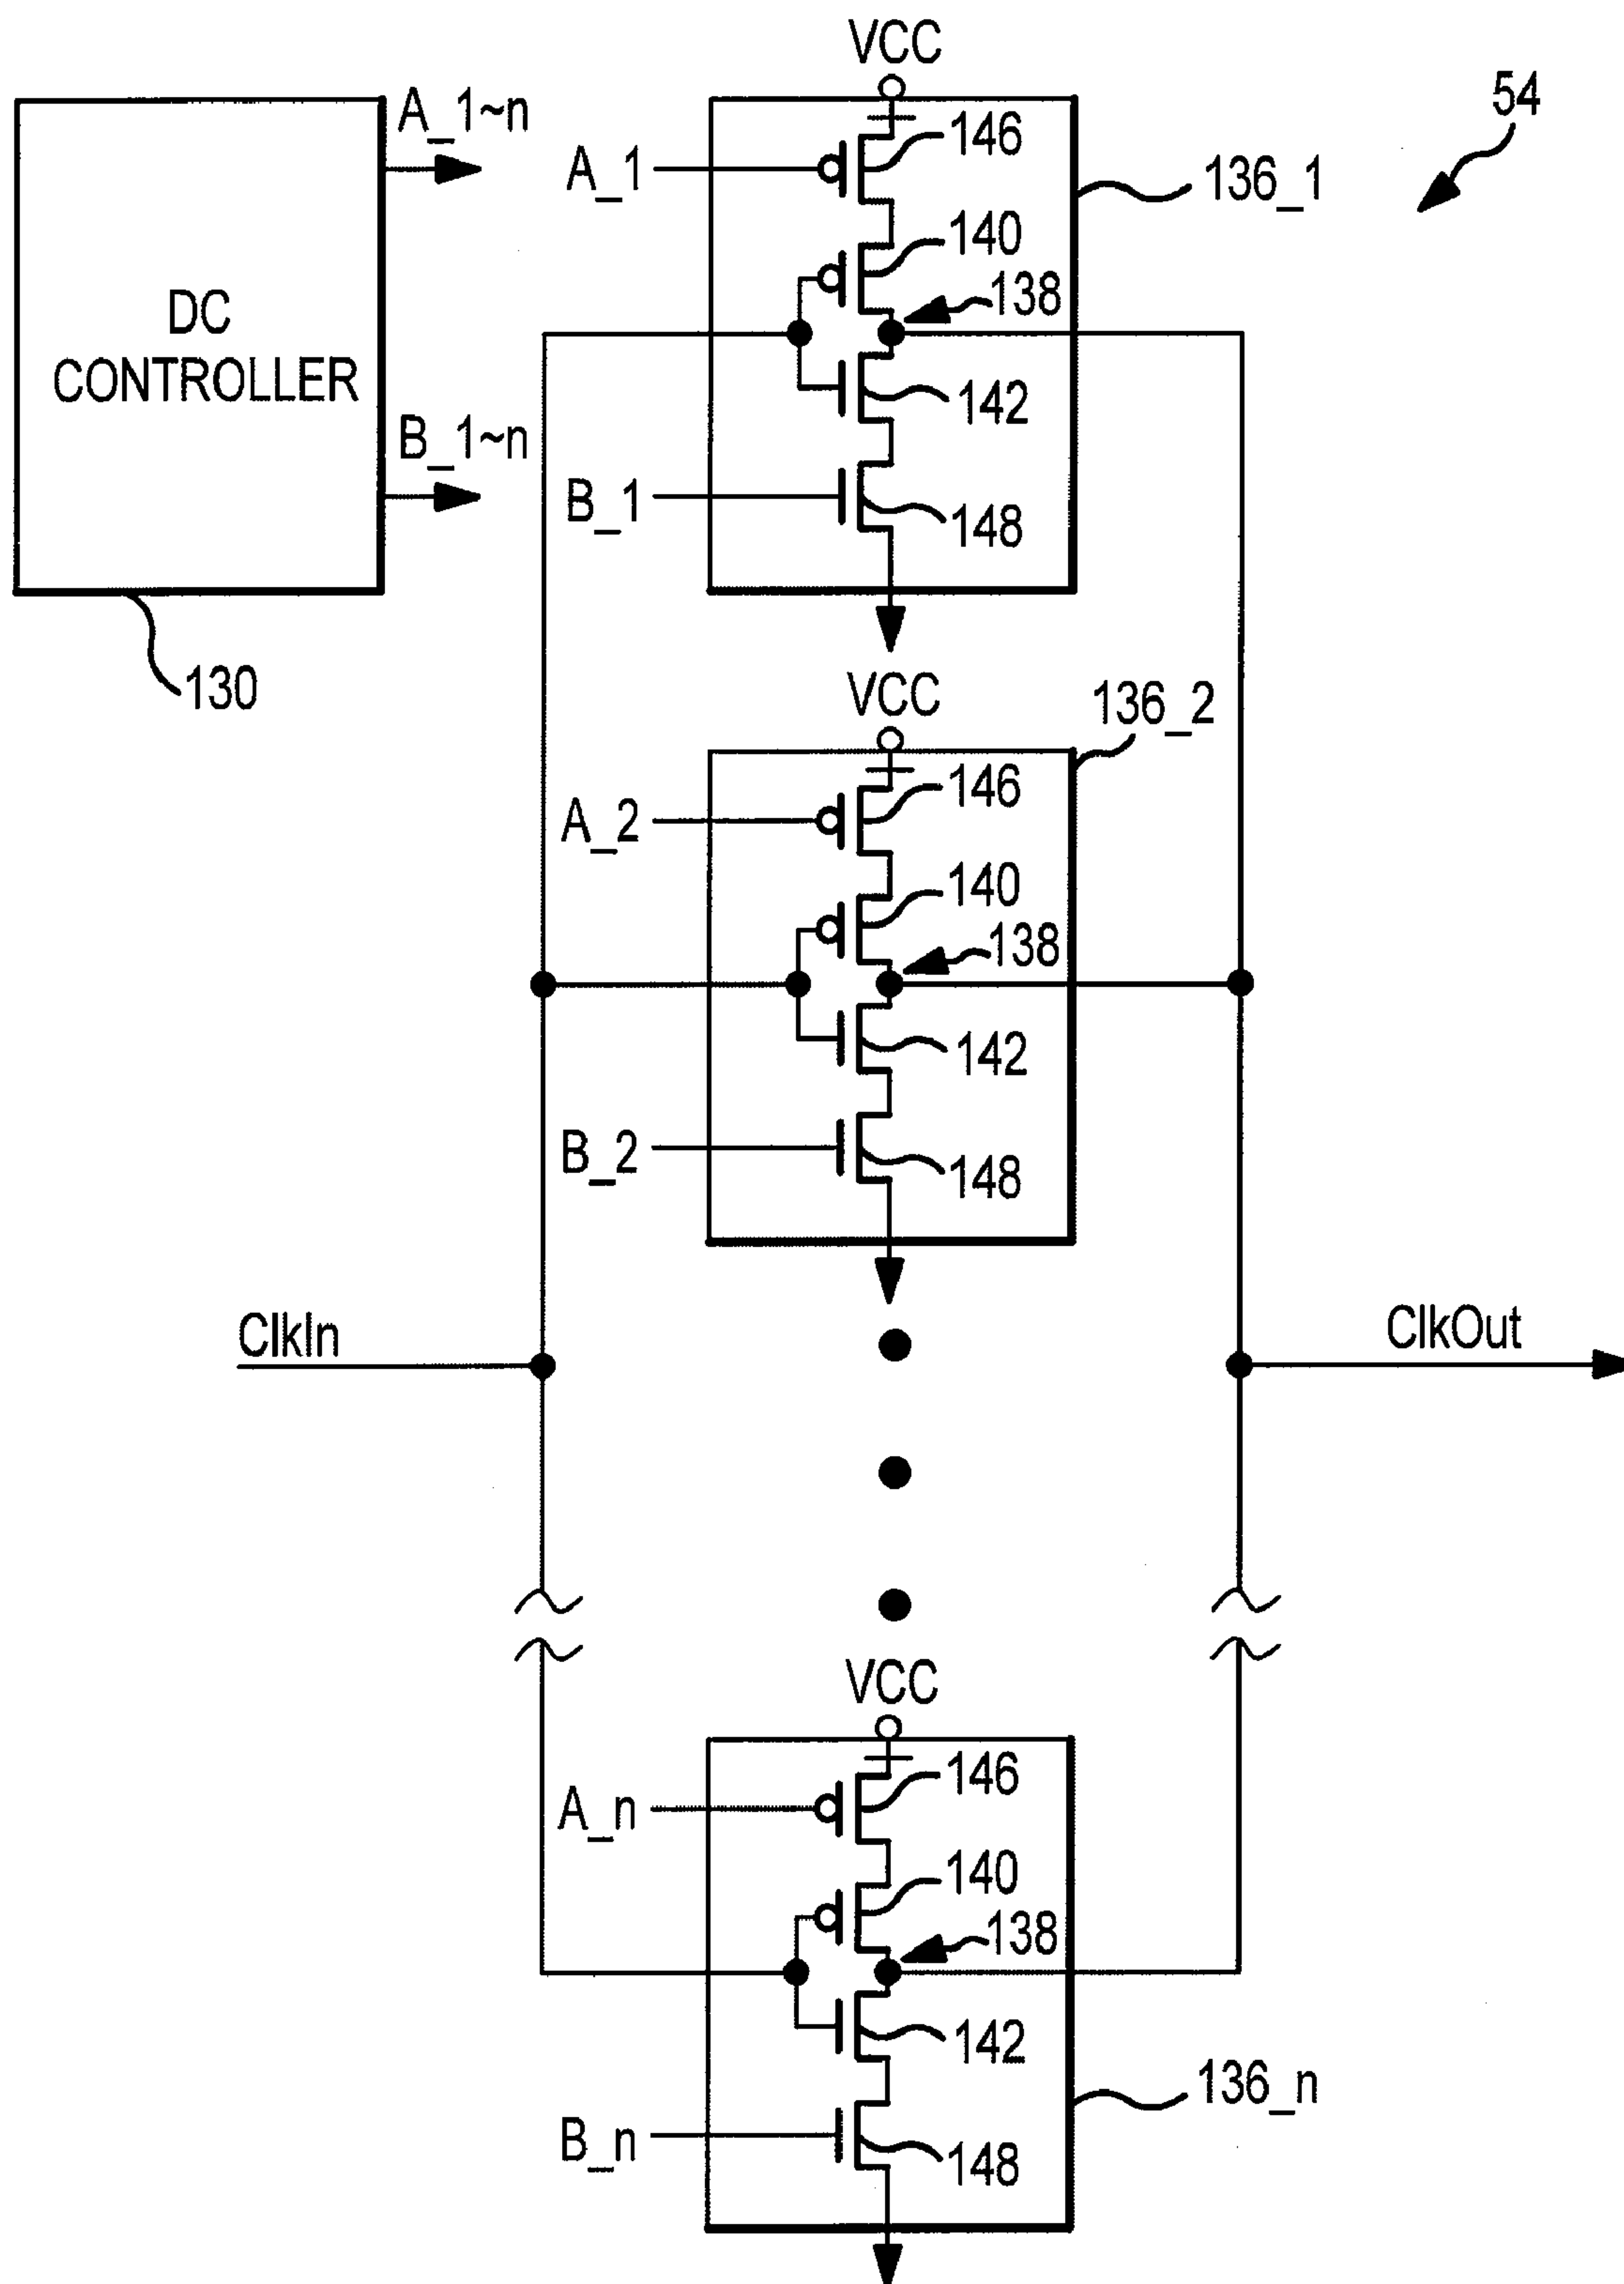 VCC
54
A_1~n
146
A_1
136_1
140
138
DC
CONTROLLER
142
B_1~n
B_1
148
130
VCC
136_2
146
A_2
140
138
142
B_2
148
ClkIn
ClkOut
VCC
146
A_n
140
138
142
136_n
B_n
148